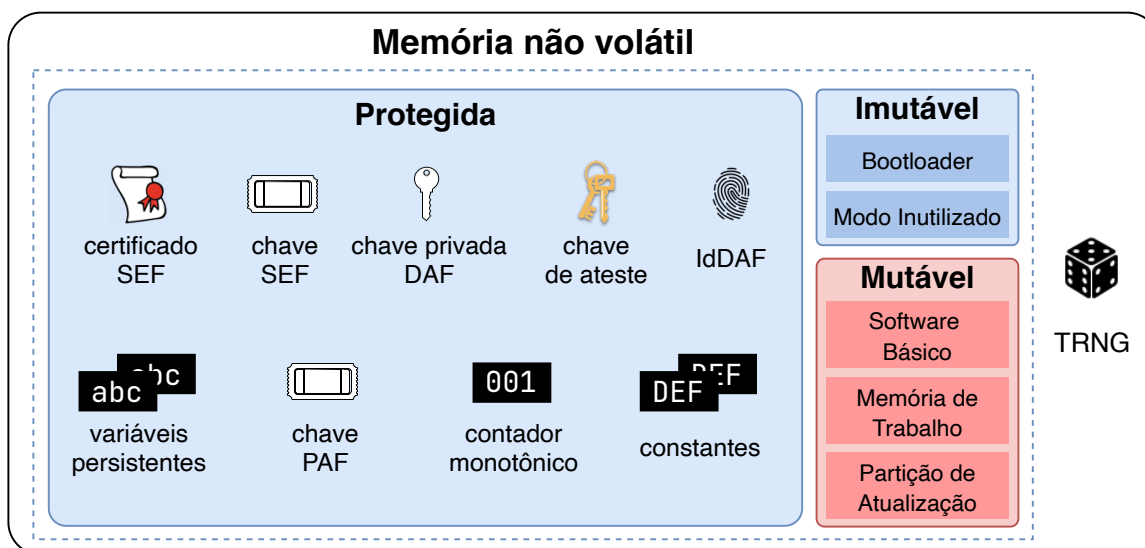 Memória não volátil
Protegida
certificado
SEF
chave
SEF
chave privada
DAF
chave
de ateste
IdDAF
abc
abc
variáveis
persistentes
chave
PAF
001
contador
monotônico
DEF
DEF
constantes
Imutável
Bootloader
Modo Inutilizado
Mutável
Software
Básico
Memória de
Trabalho
Partição de
Atualização
TRNG